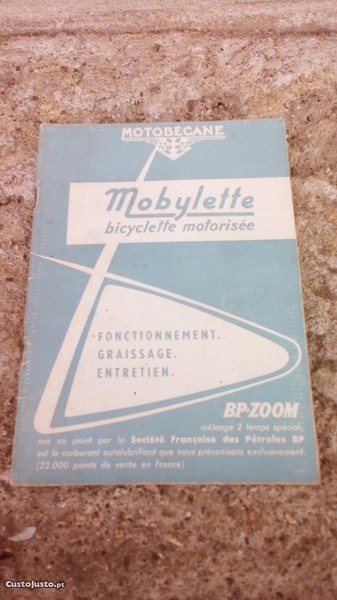 MOTOBÉCANE
Mobylette
bicyclette motorisée
FONCTIONNEMENT.
GRAISSAGE.
ENTRETIEN.
BP-ZOOM
mélange 2 temps spécial,
mis au point par la Société Française des Pétroles BP
est le carburant autolubrifiant que nous préconisons exclusivement.
(22 000 points de vente en France).
CustoJusto.pt